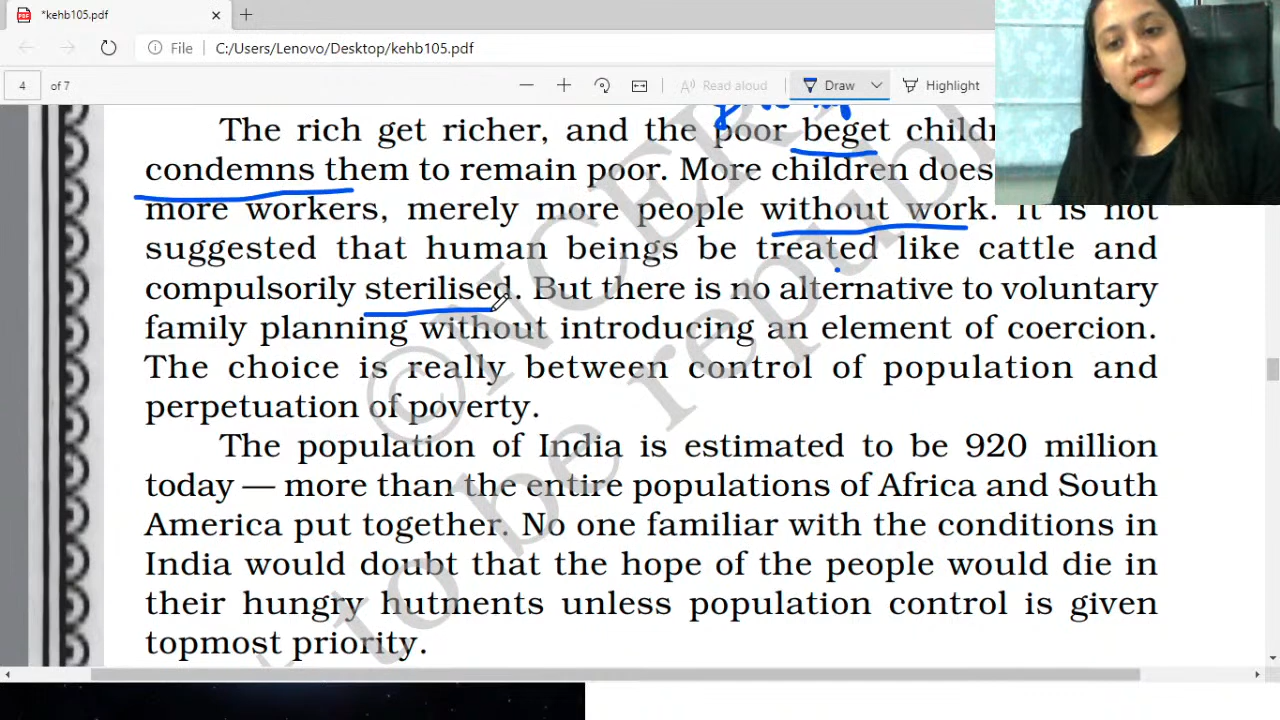 *kehb105.pdf
File C:/Users/Lenovo/Desktop/kehb105.pdf
4 of 7 Read aloud Draw Highlight
The rich get richer, and the poor beget
condemns them to remain poor. More children does
more workers, merely more people without work. It is not
suggested that human beings be treated like cattle and
compulsorily sterilised. But there is no alternative to voluntary
family planning without introducing an element of coercion.
The choice is really between control of population and
perpetuation of poverty.
The population of India is estimated to be 920 million
today — more than the entire populations of Africa and South
America put together. No one familiar with the conditions in
India would doubt that the hope of the people would die in
their hungry hutments unless population control is given
topmost priority.
©NCERT
to be republ